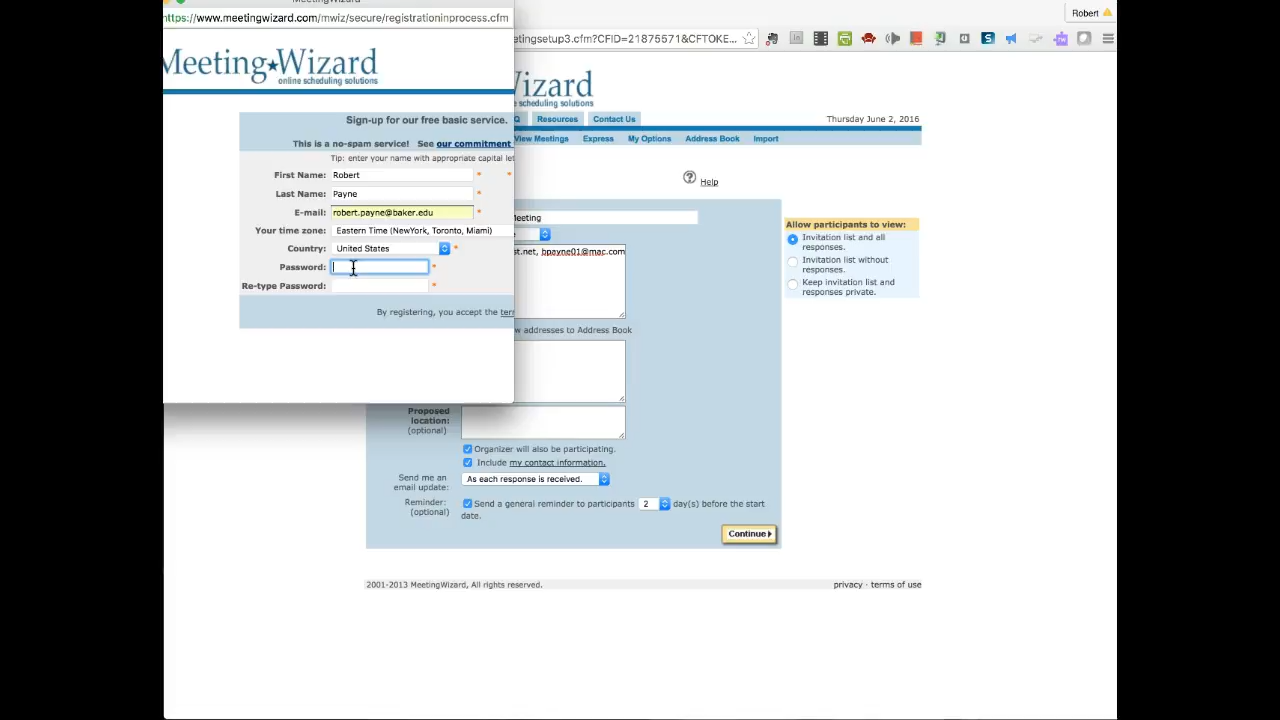 MeetingWizard
https://www.meetingwizard.com/mwiz/secure/registrationinprocess.cfm
Robert
etingsetup3.cfm?CFID=21875571&CFTOKE...
Meeting Wizard
online scheduling solutions
Wizard
online scheduling solutions
Q Resources Contact Us
Thursday June 2, 2016
View Meetings Express My Options Address Book Import
Help
Sign-up for our free basic service.
This is a no-spam service! See our commitment
Tip: enter your name with appropriate capital let
First Name: Robert *
Last Name: Payne *
E-mail: robert.payne@baker.edu *
Your time zone: Eastern Time (NewYork, Toronto, Miami)
Country: United States *
Password: *
Re-type Password: *
By registering, you accept the terr
Meeting
st.net, bpayne01@mac.com
w addresses to Address Book
Allow participants to view:
Invitation list and all
responses.
Invitation list without
responses.
Keep invitation list and
responses private.
Proposed
location:
(optional)
Organizer will also be participating.
Include my contact information.
Send me an
email update:
As each response is received.
Reminder:
(optional)
Send a general reminder to participants 2 day(s) before the start
date.
Continue
2001-2013 MeetingWizard, All rights reserved.
privacy - terms of use